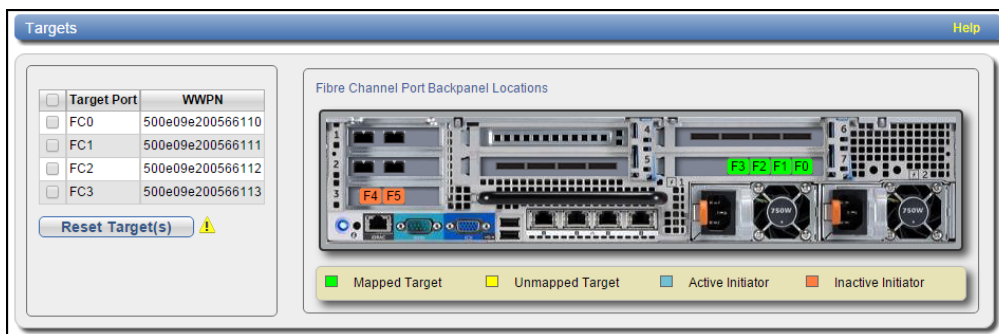 Targets
Help
Target Port WWPN
FC0 500e09e200566110
FC1 500e09e200566111
FC2 500e09e200566112
FC3 500e09e200566113
Reset Target(s)
Fibre Channel Port Backpanel Locations
1
4
6
2
5
7
F3 F2 F1 F0
3
F4 F5
1
2
750W
750W
Mapped Target
Unmapped Target
Active Initiator
Inactive Initiator